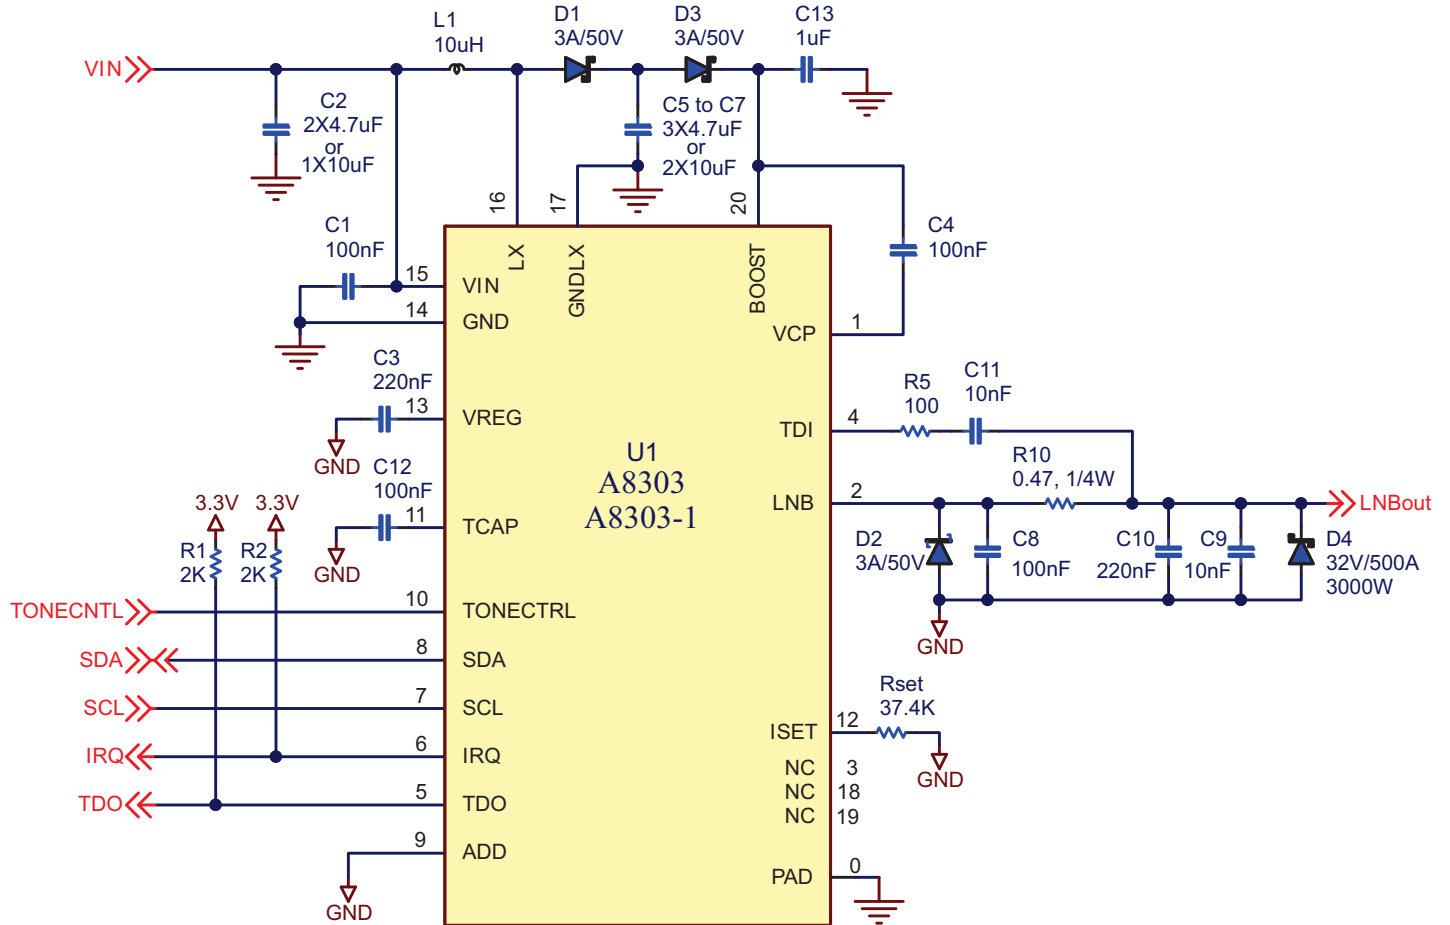 L1
10uH
D1
3A/50V
D3
3A/50V
C13
1uF
VIN
C2
2X4.7uF
or
1X10uF
C5 to C7
3X4.7uF
or
2X10uF
16
17
20
C1
100nF
C4
100nF
LX
GNDLX
BOOST
15
VIN
14
GND
VCP
1
C3
220nF
13
VREG
GND
R5
100
C11
10nF
TDI
4
U1
A8303
A8303-1
C12
100nF
11
TCAP
GND
R10
0.47, 1/4W
LNB
2
LNBout
3.3V
3.3V
R1
2K
R2
2K
D2
3A/50V
C8
100nF
C10
220nF
C9
10nF
D4
32V/500A
3000W
GND
TONECNTL
10
TONECTRL
SDA
8
SDA
SCL
7
SCL
Rset
37.4K
ISET
12
GND
IRQ
6
IRQ
NC
3
NC
18
NC
19
TDO
5
TDO
9
ADD
GND
PAD
0